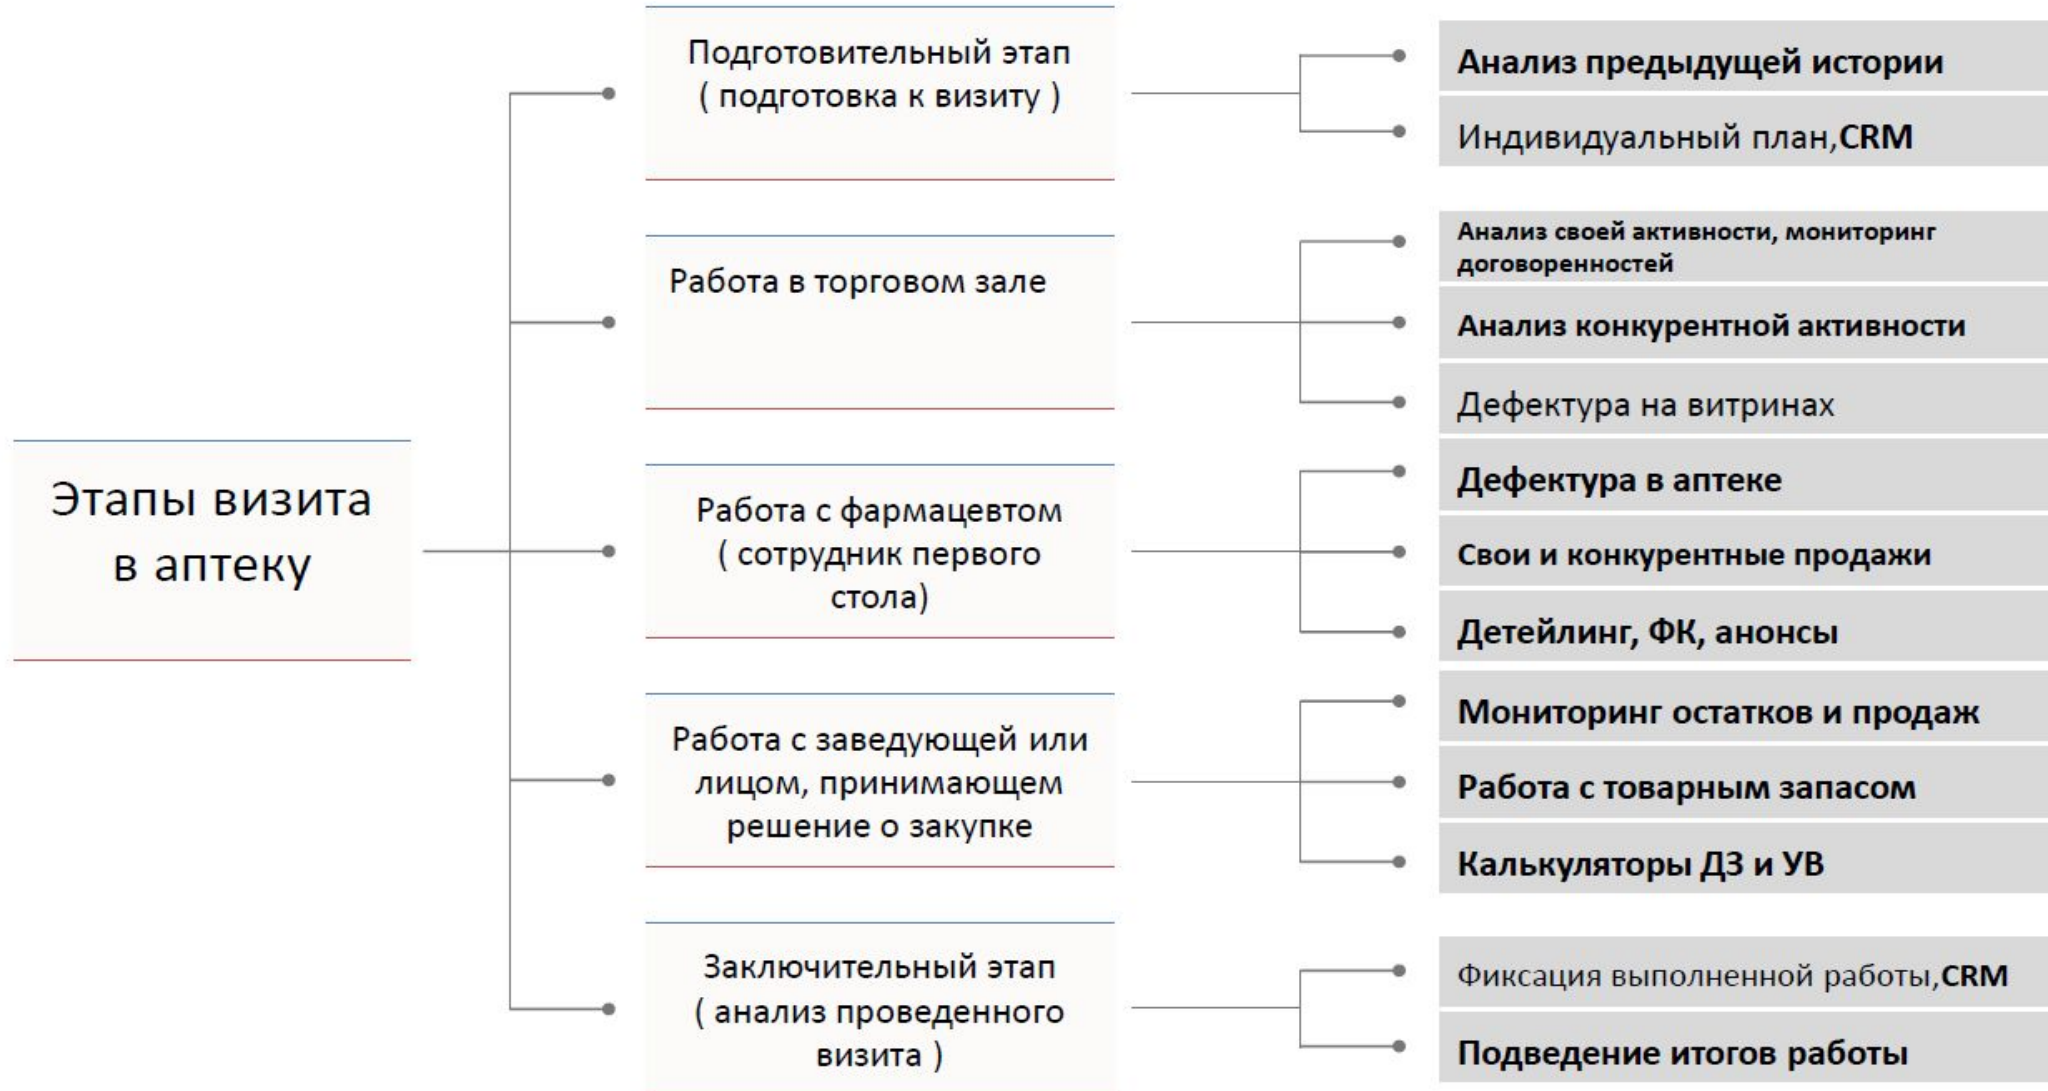 Этапы визита
в аптеку
Подготовительный этап
( подготовка к визиту )
Анализ предыдущей истории
Индивидуальный план,CRM
Работа в торговом зале
Анализ своей активности, мониторинг
договоренностей
Анализ конкурентной активности
Дефектура на витринах
Работа с фармацевтом
( сотрудник первого
стола)
Дефектура в аптеке
Свои и конкурентные продажи
Детейлинг, ФК, анонсы
Работа с заведующей или
лицом, принимающем
решение о закупке
Мониторинг остатков и продаж
Работа с товарным запасом
Калькуляторы ДЗ и УВ
Заключительный этап
( анализ проведенного
визита )
Фиксация выполненной работы,CRM
Подведение итогов работы